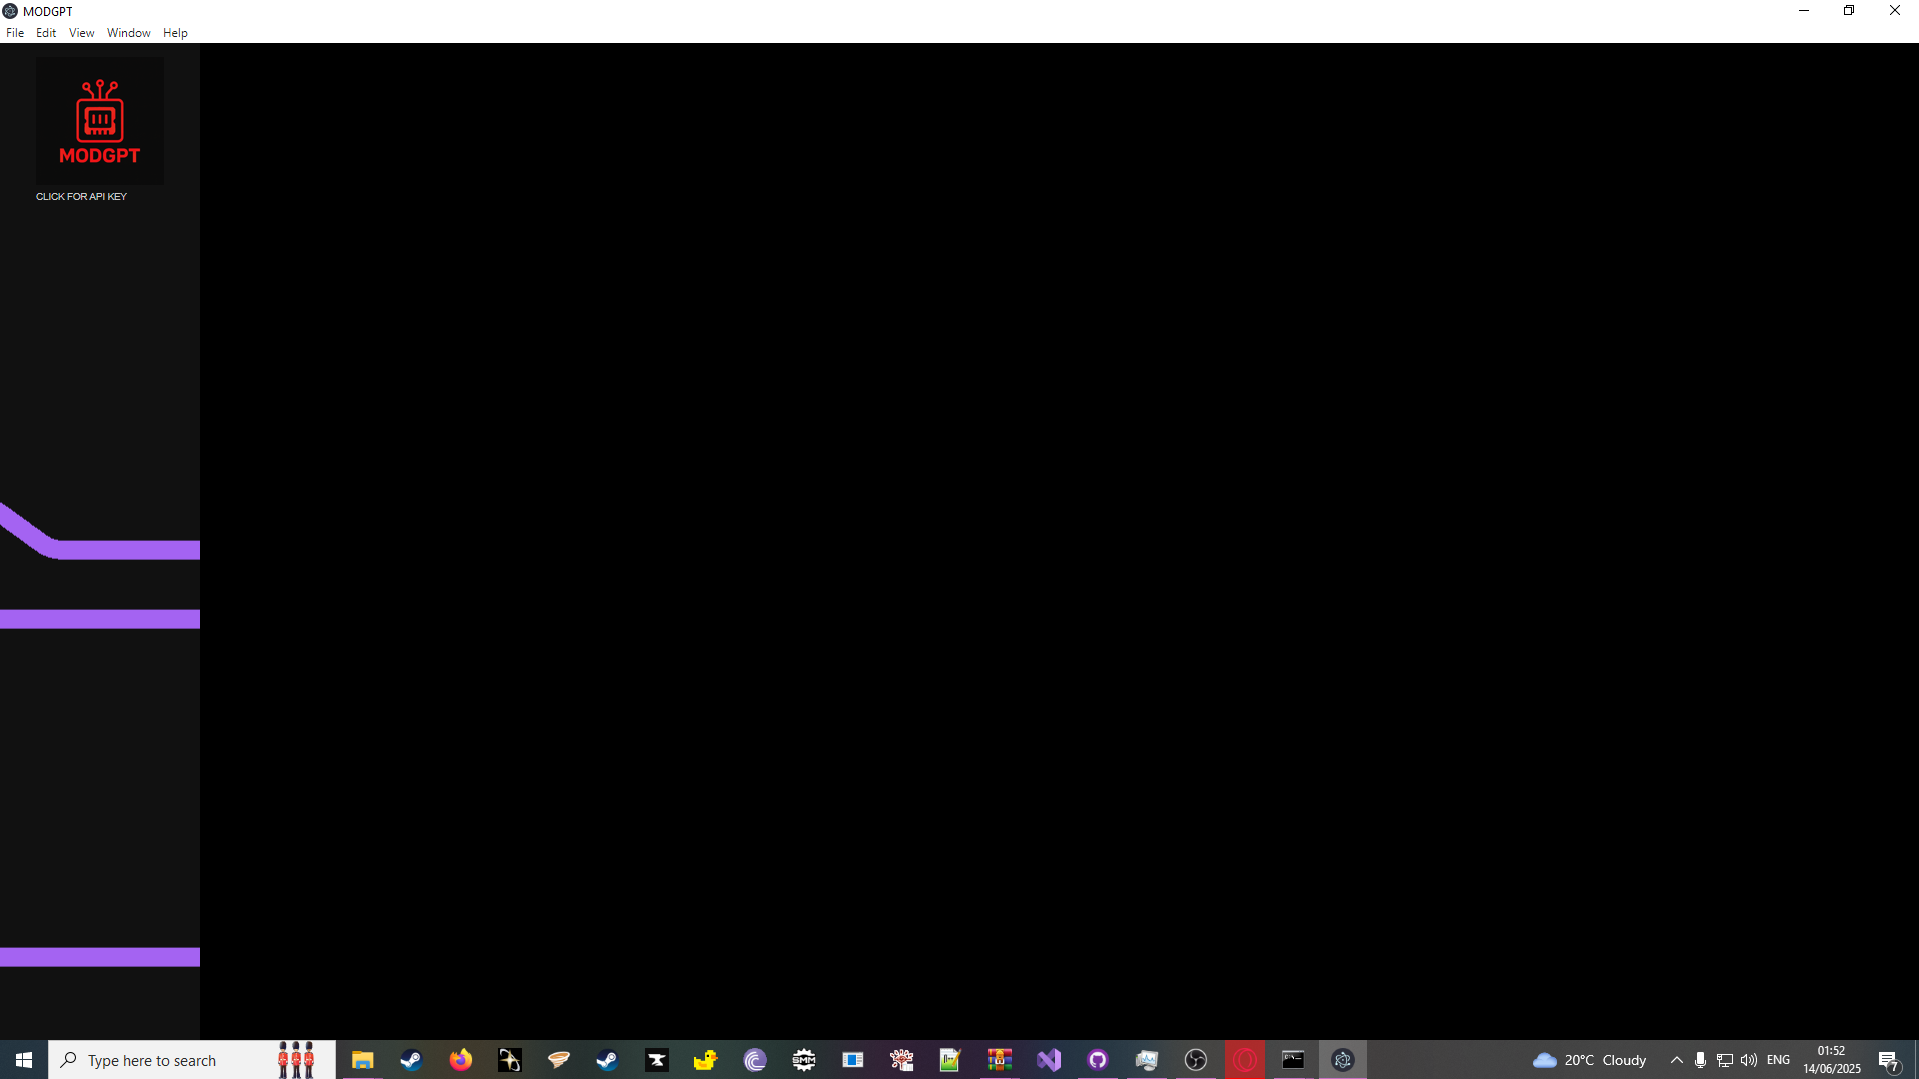 MODGPT
File Edit View Window Help
MODGPT
CLICK FOR API KEY
Type here to search
SMM
20°C Cloudy
ENG
01:52
14/06/2025
7